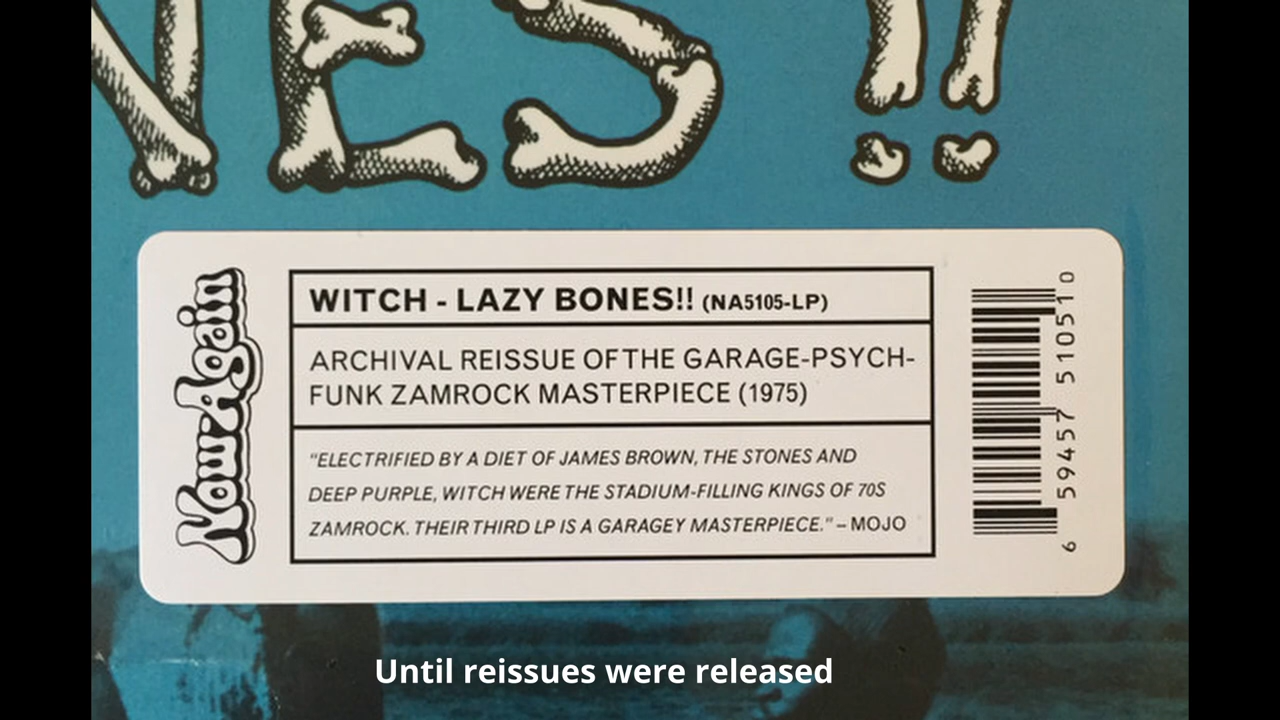 NES !!
Now-Again
WITCH - LAZY BONES!! (NA5105-LP)
ARCHIVAL REISSUE OF THE GARAGE-PSYCH-
FUNK ZAMROCK MASTERPIECE (1975)
"ELECTRIFIED BY A DIET OF JAMES BROWN, THE STONES AND
DEEP PURPLE, WITCH WERE THE STADIUM-FILLING KINGS OF 70S
ZAMROCK. THEIR THIRD LP IS A GARAGEY MASTERPIECE." – MOJO
6 59457 51051 0
Until reissues were released